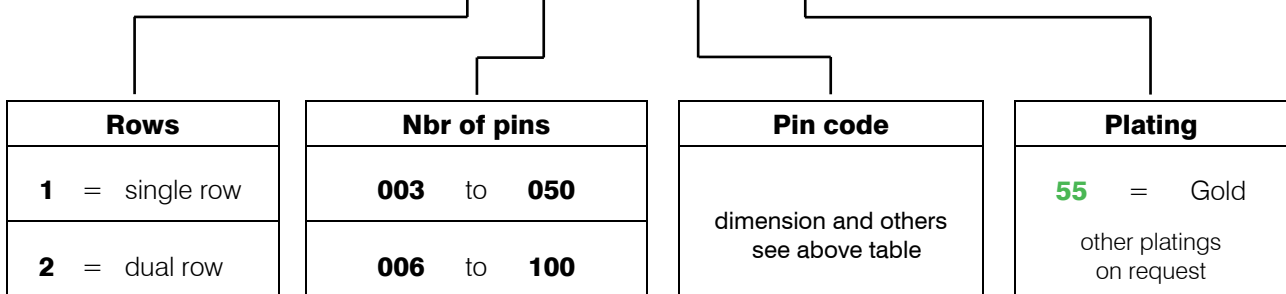 Rows
1 = single row
2 = dual row
Nbr of pins
003 to 050
006 to 100
Pin code
dimension and others
see above table
Plating
55 = Gold
other platings
on request